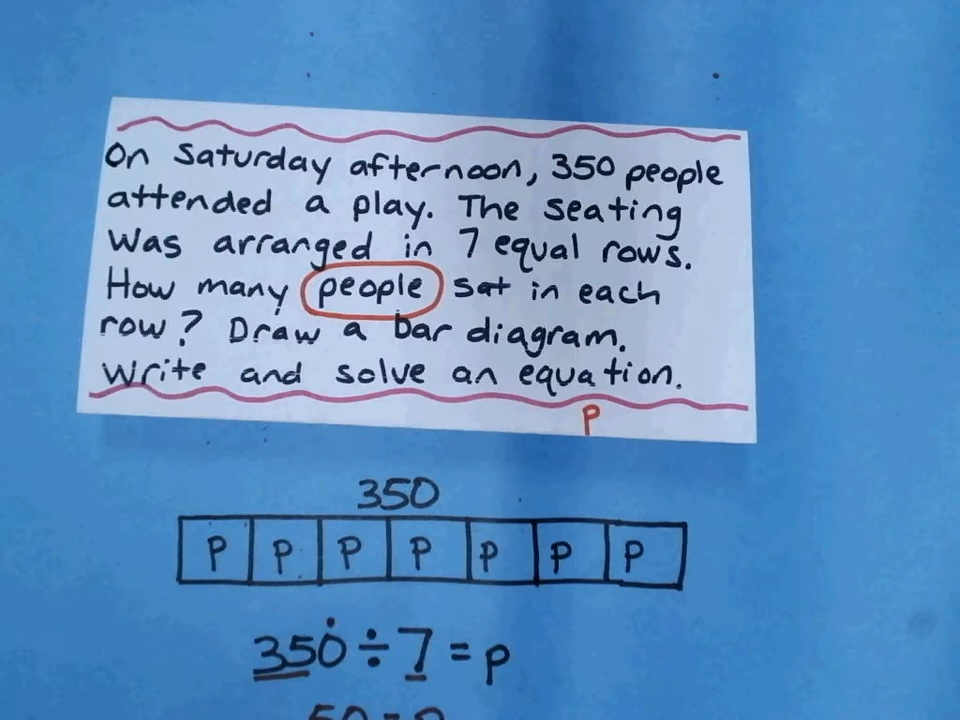 On Saturday afternoon, 350 people
attended a play. The seating
Was arranged in 7 equal rows.
How many people sat in each
row? Draw a bar diagram.
Write and solve an equation.
P
350
P P P P P P P
350 ÷ 7 = p
50 = p